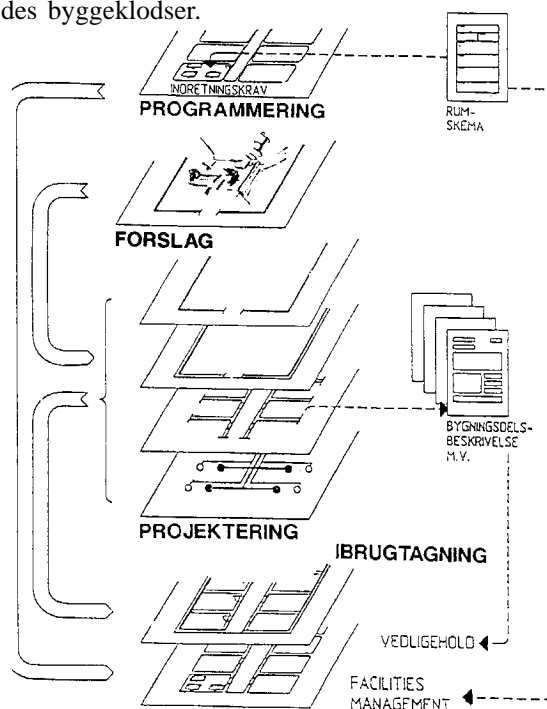 des byggeklodser.
INDRETNINGSKRAV
PROGRAMMERING
RUM-
SKEMA
FORSLAG
BYGNINGSDELS-
BESKRIVELSE
M.V.
PROJEKTERING
IBRUGTAGNING
VEDLIGEHOLD
FACILITIES
MANAGEMENT